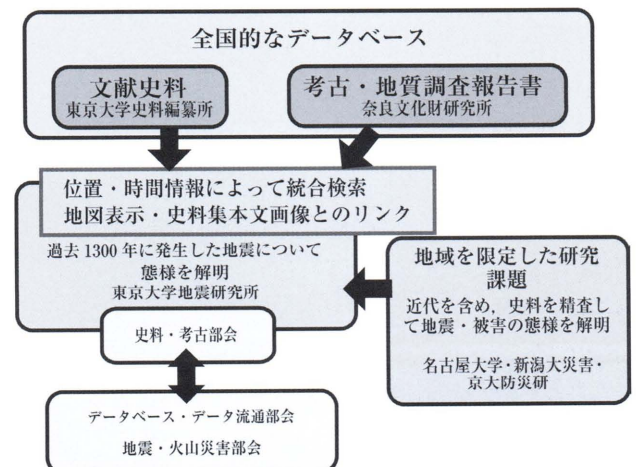 全国的なデータベース
文献史料
東京大学史料編纂所
考古・地質調査報告書
奈良文化財研究所
位置・時間情報によって統合検索
地図表示・史料集本文画像とのリンク
過去 1300 年に発生した地震について
態様を解明
東京大学地震研究所
史料・考古部会
データベース・データ流通部会
地震・火山災害部会
地域を限定した研究
課題
近代を含め，史料を精査し
て地震・被害の態様を解明
名古屋大学・新潟大災害・
京大防災研